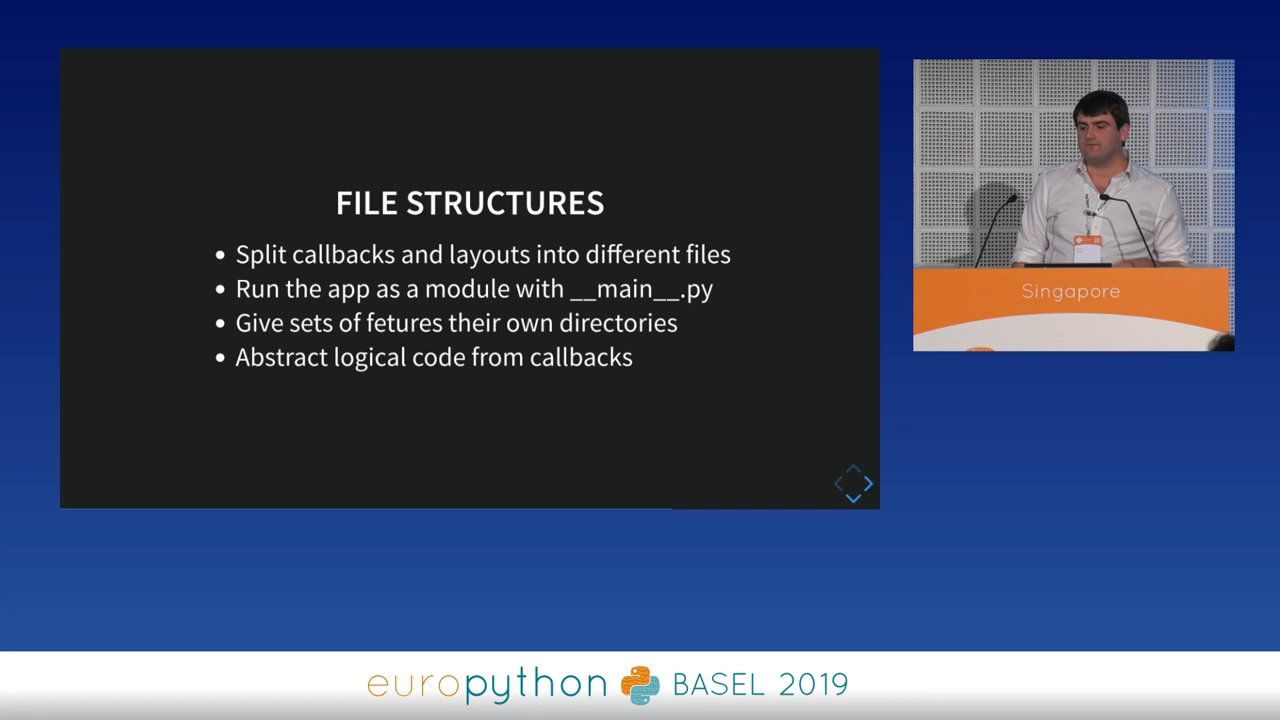 FILE STRUCTURES
• Split callbacks and layouts into different files
• Run the app as a module with __main__.py
• Give sets of fetures their own directories
• Abstract logical code from callbacks
Singapore
europython BASEL 2019